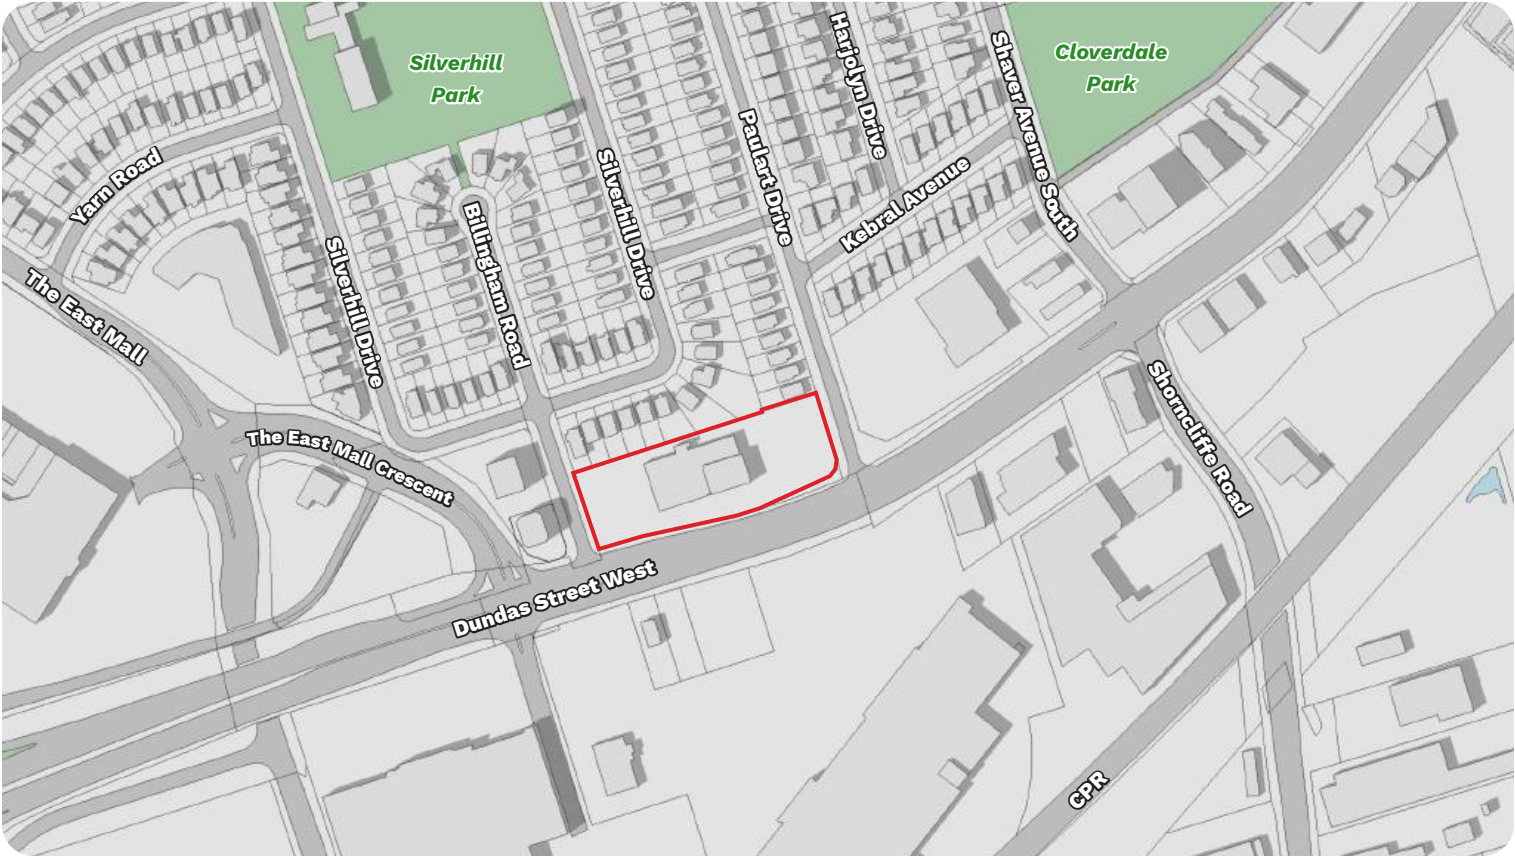 Silverhill
Park
Harjolyn Drive
Shaver Avenue South
Cloverdale
Park
Yarn Road
Silverhill Drive
Paulart Drive
Kebral Avenue
Billingham Road
The East Mall
Silverhill Drive
Shorncliffe Road
The East Mall Crescent
Dundas Street West
CPR